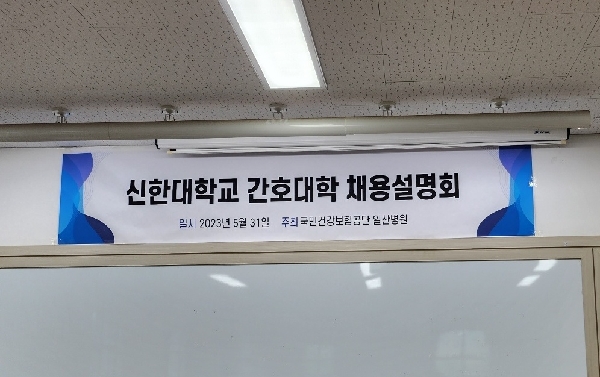 신한대학교 간호대학 채용설명회
일시 2023년 5월 31일 주최 국민건강보험공단 일산병원